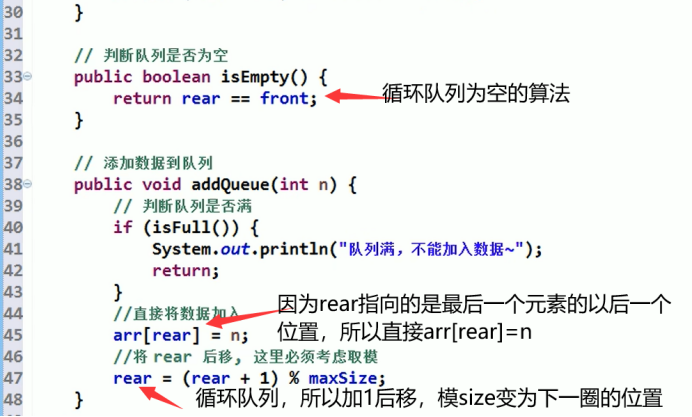 30 }
31
32 // 判断队列是否为空
33 public boolean isEmpty() {
34 return rear == front; 循环队列为空的算法
35 }
36
37 // 添加数据到队列
38 public void addQueue(int n) {
39 // 判断队列是否满
40 if (isFull()) {
41 System.out.println("队列满，不能加入数据~");
42 return;
43 }
44 //直接将数据加入 因为rear指向的是最后一个元素的以后一个
45 arr[rear] = n; 位置，所以直接arr[rear]=n
46 //将 rear 后移, 这里必须考虑取模
47 rear = (rear + 1) % maxSize;
48 } 循环队列，所以加1后移，模size变为下一圈的位置